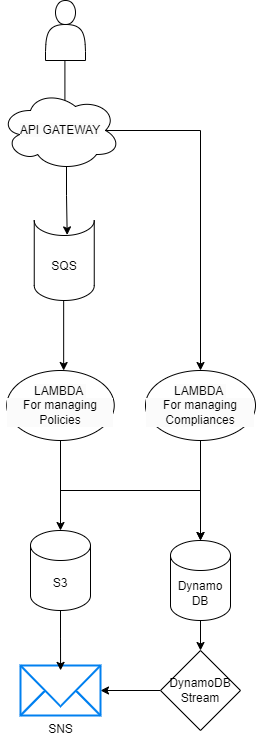 API GATEWAY
SQS
LAMBDA
For managing
Policies
LAMBDA
For managing
Compliances
S3
Dynamo
DB
DynamoDB
Stream
SNS